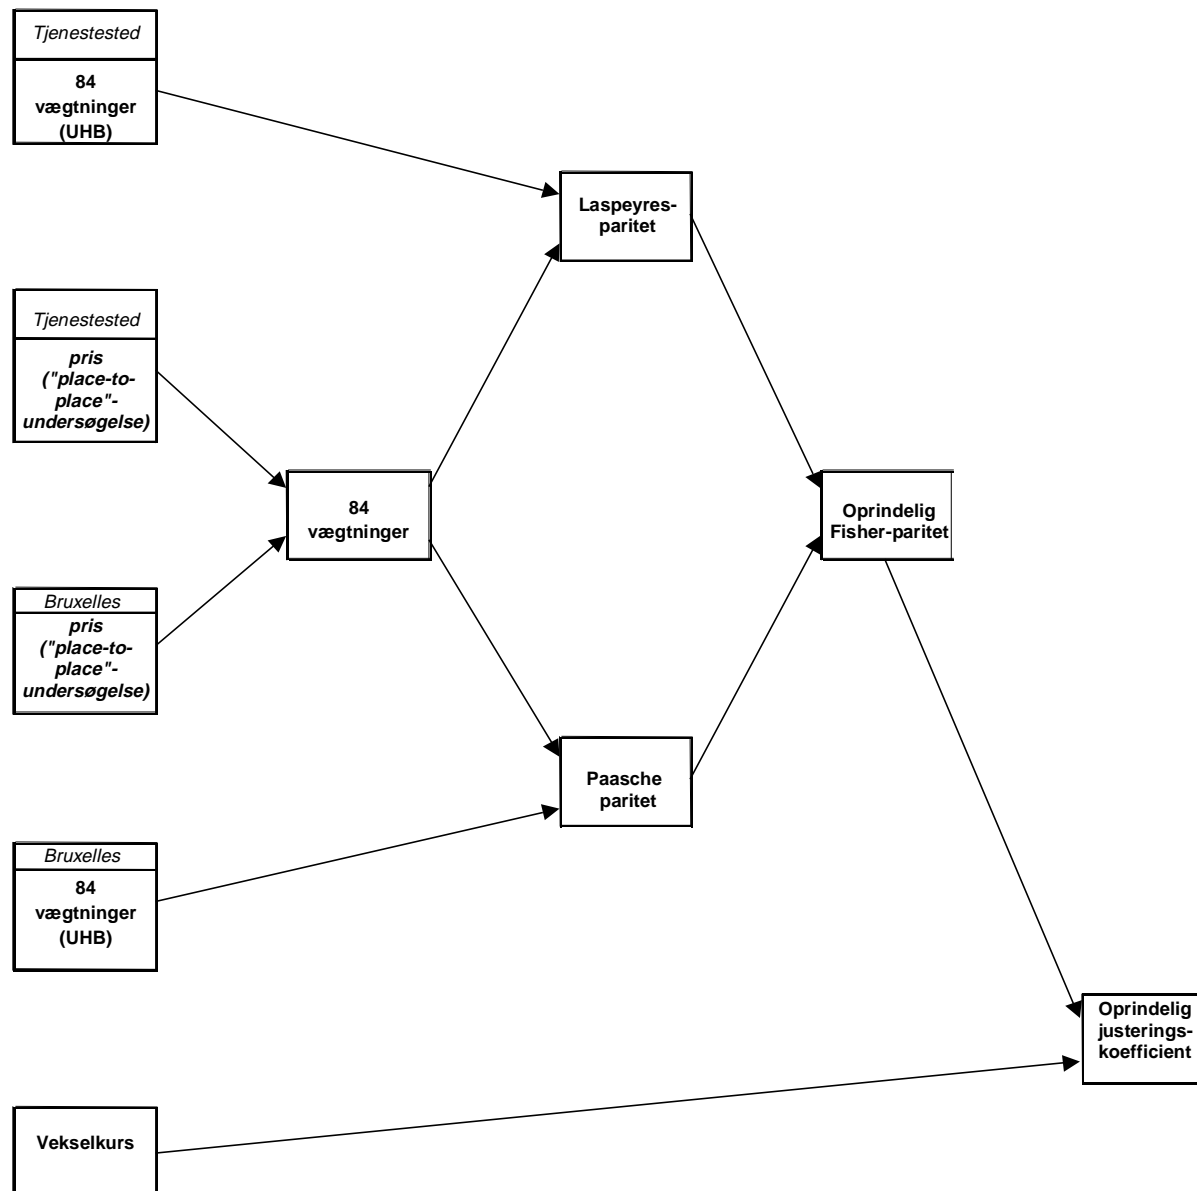 Tjenestested
84
vægtninger
(UHB)
Laspeyres-
paritet
Tjenestested
pris
("place-to-
place"-
undersøgelse)
84
vægtninger
Oprindelig
Fisher-paritet
Bruxelles
pris
("place-to-
place"-
undersøgelse)
Paasche
paritet
Bruxelles
84
vægtninger
(UHB)
Oprindelig
justerings-
koefficient
Vekselkurs